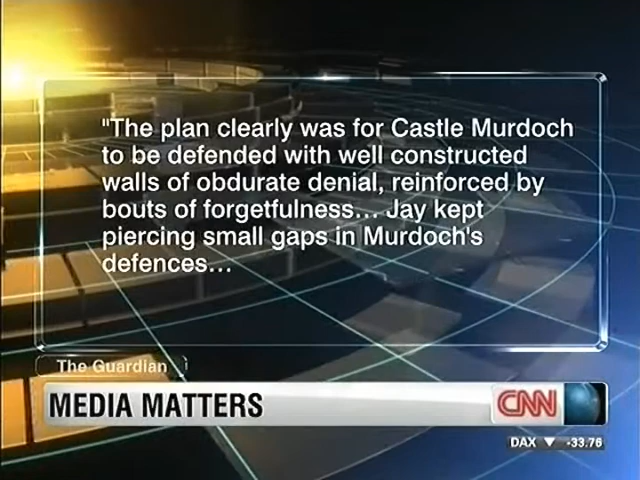 "The plan clearly was for Castle Murdoch
to be defended with well constructed
walls of obdurate denial, reinforced by
bouts of forgetfulness... Jay kept
piercing small gaps in Murdoch's
defences...
The Guardian
MEDIA MATTERS
CNN
DAX ▼ -33.76